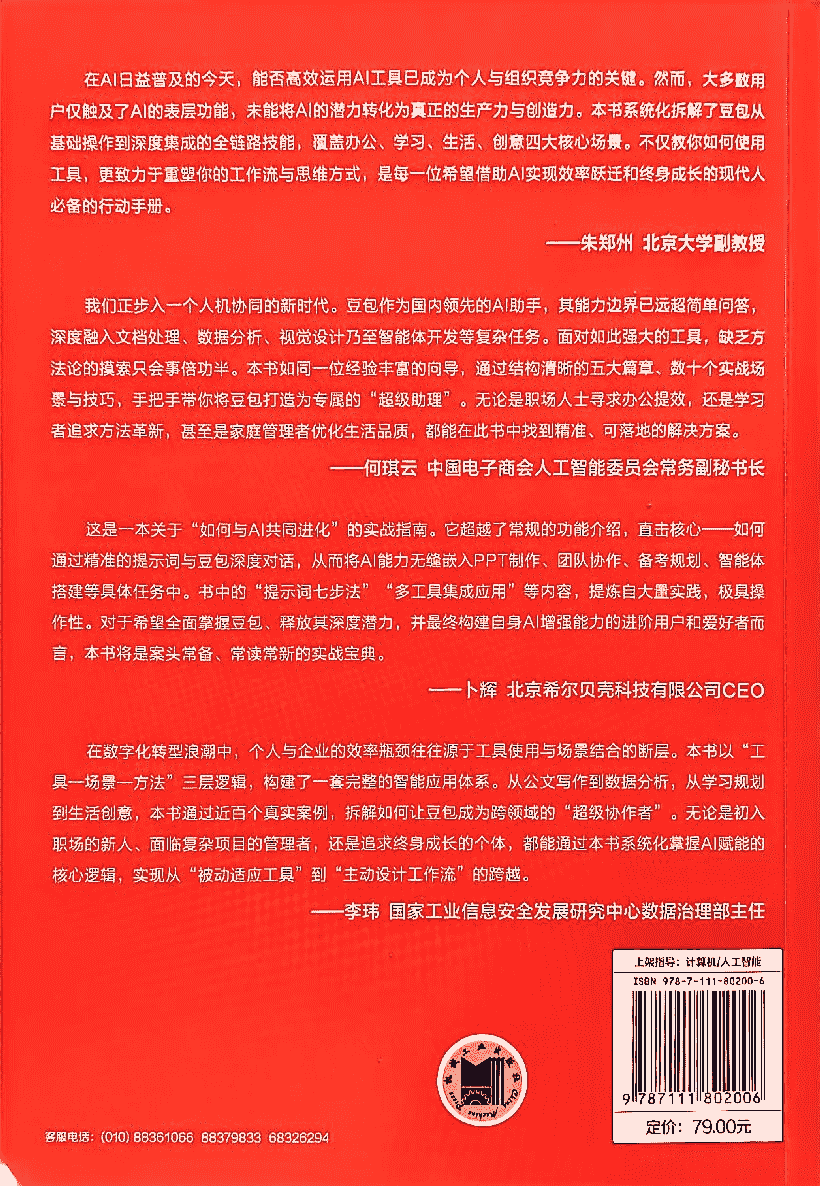 在AI日益普及的今天，能否高效运用AI工具已成为个人与组织竞争力的关键。然而，大多数用
户仅触及了AI的表层功能，未能将AI的潜力转化为真正的生产力与创造力。本书系统化拆解了豆包从
基础操作到深度集成的全链路技能，覆盖办公、学习、生活、创意四大核心场景。不仅教你如何使用
工具，更致力于重塑你的工作流与思维方式，是每一位希望借助AI实现效率跃迁和终身成长的现代人
必备的行动手册。
——朱郑州 北京大学副教授
我们正步入一个人机协同的新时代。豆包作为国内领先的AI助手，其能力边界已远超简单问答，
深度融入文档处理、数据分析、视觉设计乃至智能体开发等复杂任务。面对如此强大的工具，缺乏方
法论的摸索只会事倍功半。本书如同一位经验丰富的向导，通过结构清晰的五大篇章、数十个实战场
景与技巧，手把手带你将豆包打造为专属的“超级助理”。无论是职场人士寻求办公提效，还是学习
者追求方法革新，甚至是家庭管理者优化生活品质，都能在此书中找到精准、可落地的解决方案。
——何琪云 中国电子商会人工智能委员会常务副秘书长
这是一本关于“如何与AI共同进化”的实战指南。它超越了常规的功能介绍，直击核心——如何
通过精准的提示词与豆包深度对话，从而将AI能力无缝嵌入PPT制作、团队协作、备考规划、智能体
搭建等具体任务中。书中的“提示词七步法”“多工具集成应用”等内容，提炼自大量实践，极具操
作性。对于希望全面掌握豆包、释放其深度潜力，并最终构建自身AI增强能力的进阶用户和爱好者而
言，本书将是案头常备、常读常新的实战宝典。
——卜辉 北京希尔贝壳科技有限公司CEO
在数字化转型浪潮中，个人与企业的效率瓶颈往往源于工具使用与场景结合的断层。本书以“工
具—场景—方法”三层逻辑，构建了一套完整的智能应用体系。从公文写作到数据分析，从学习规划
到生活创意，本书通过近百个真实案例，拆解如何让豆包成为跨领域的“超级协作者”。无论是初入
职场的新人、面临复杂项目的管理者，还是追求终身成长的个体，都能通过本书系统化掌握AI赋能的
核心逻辑，实现从“被动适应工具”到“主动设计工作流”的跨越。
——李玮 国家工业信息安全发展研究中心数据治理部主任
上架指导：计算机/人工智能
ISBN 978-7-111-80200-6
9 787111 802006
定价：79.00元
机械工业出版社
China Machine Press
客服电话：(010) 88361066 88379833 68326294